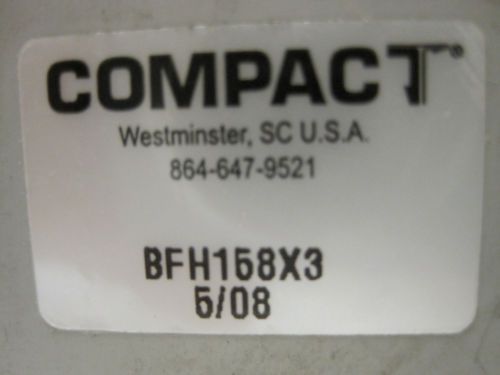 COMPACT®
Westminster, SC U.S.A.
864-647-9521
BFH158X3
5/08